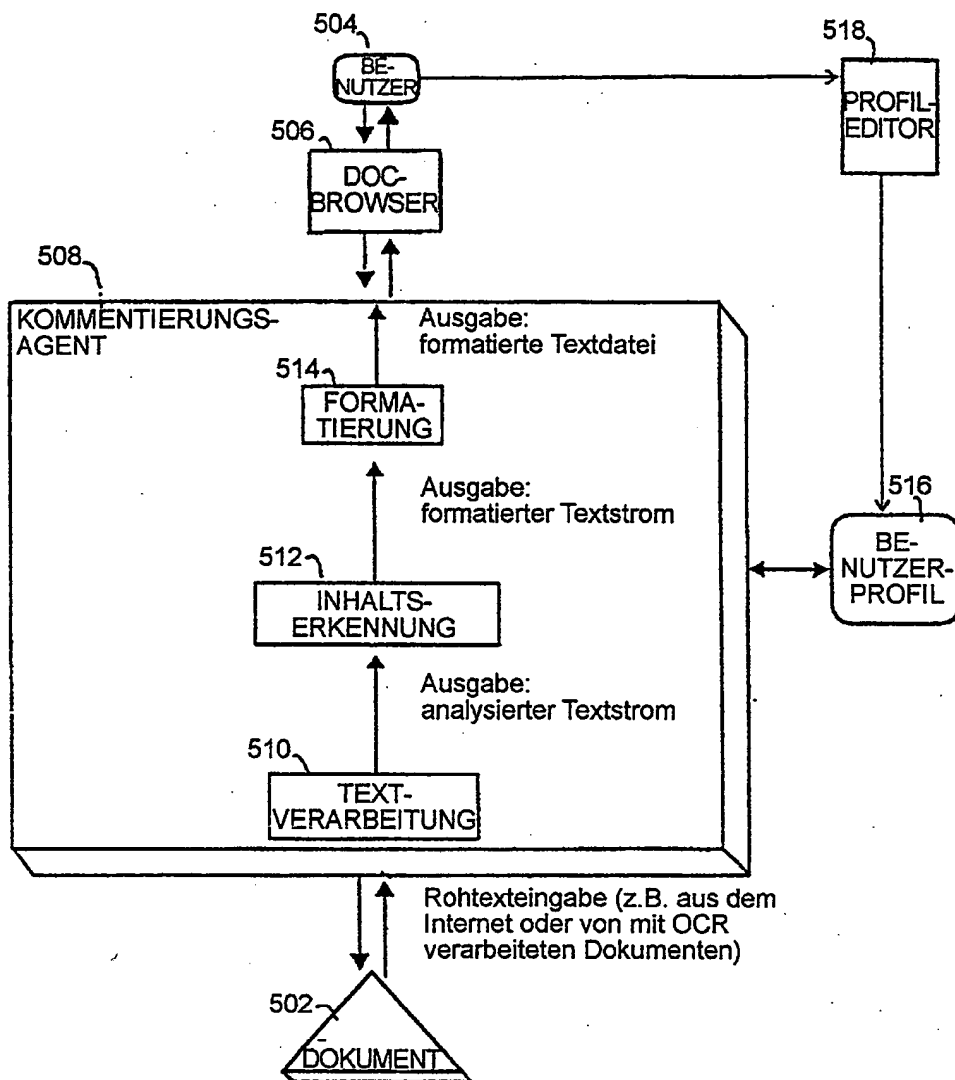 504
BE-
NUTZER
518
PROFIL-
EDITOR
506
DOC-
BROWSER
508
KOMMENTIERUNGS-
AGENT
Ausgabe:
formatierte Textdatei
514
FORMA-
TIERUNG
Ausgabe:
formatierter Textstrom
516
BE-
NUTZER-
PROFIL
512
INHALTS-
ERKENNUNG
Ausgabe:
analysierter Textstrom
510
TEXT-
VERARBEITUNG
Rohtexteingabe (z.B. aus dem
Internet oder von mit OCR
verarbeiteten Dokumenten)
502
DOKUMENT